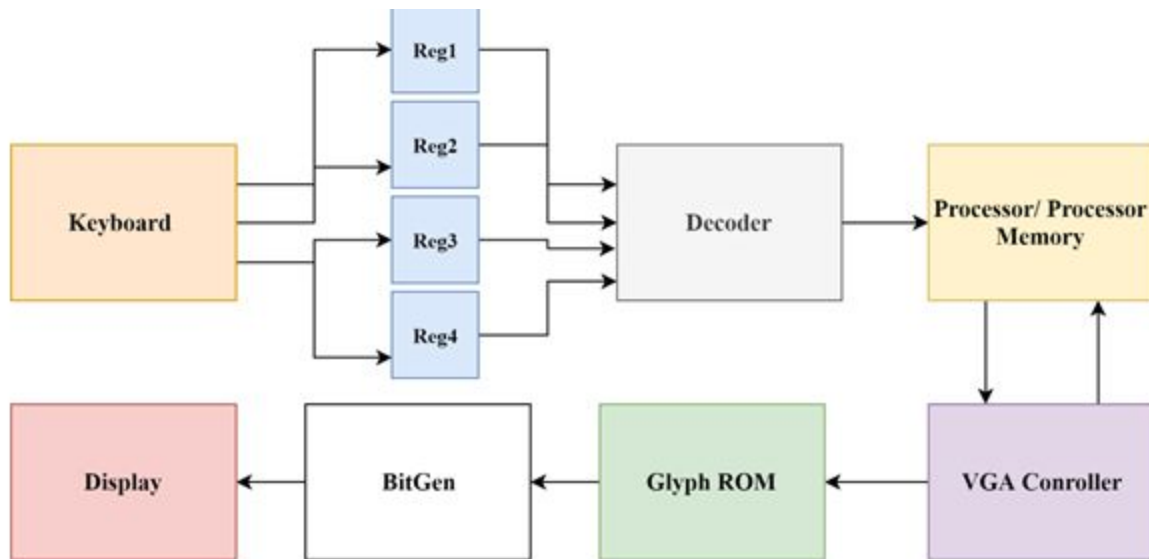 Reg1
Reg2
Keyboard
Reg3
Reg4
Decoder
Processor/ Processor
Memory
Display
BitGen
Glyph ROM
VGA Conroller